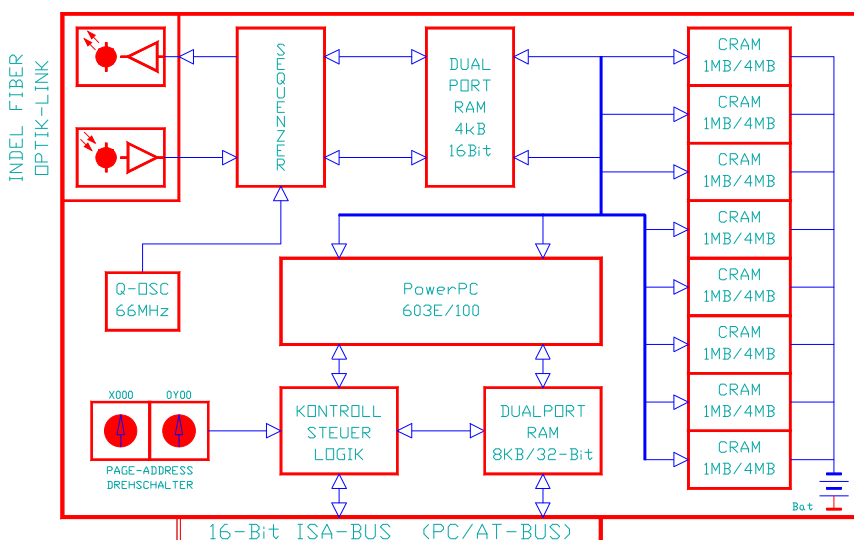 INDEL FIBER
OPTIK-LINK
SEQUENZER
DUAL
PORT
RAM
4kB
16Bit
CRAM
1MB/4MB
CRAM
1MB/4MB
CRAM
1MB/4MB
CRAM
1MB/4MB
CRAM
1MB/4MB
CRAM
1MB/4MB
CRAM
1MB/4MB
CRAM
1MB/4MB
Q-OSC
66MHz
PowerPC
603E/100
X000
0Y00
PAGE-ADDRESS
DREHSCHALTER
KONTROLL
STEUER
LOGIK
DUALPORT
RAM
8KB/32-Bit
Bat
16-Bit ISA-BUS (PC/AT-BUS)